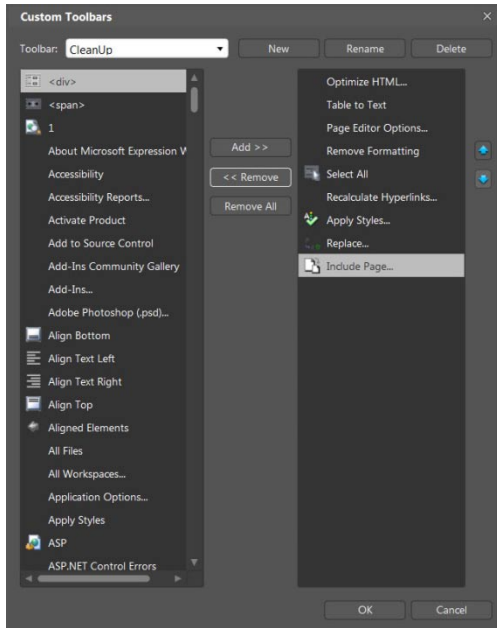 Custom Toolbars
Toolbar: CleanUp New Rename Delete
<div>
<span>
1
About Microsoft Expression W
Accessibility
Accessibility Reports...
Activate Product
Add to Source Control
Add-Ins Community Gallery
Add-Ins...
Adobe Photoshop (.psd)...
Align Bottom
Align Text Left
Align Text Right
Align Top
Aligned Elements
All Files
All Workspaces...
Application Options...
Apply Styles
ASP
ASP.NET Control Errors
Add >>
<< Remove
Remove All
Optimize HTML...
Table to Text
Page Editor Options...
Remove Formatting
Select All
Recalculate Hyperlinks...
Apply Styles...
Replace...
Include Page...
OK Cancel